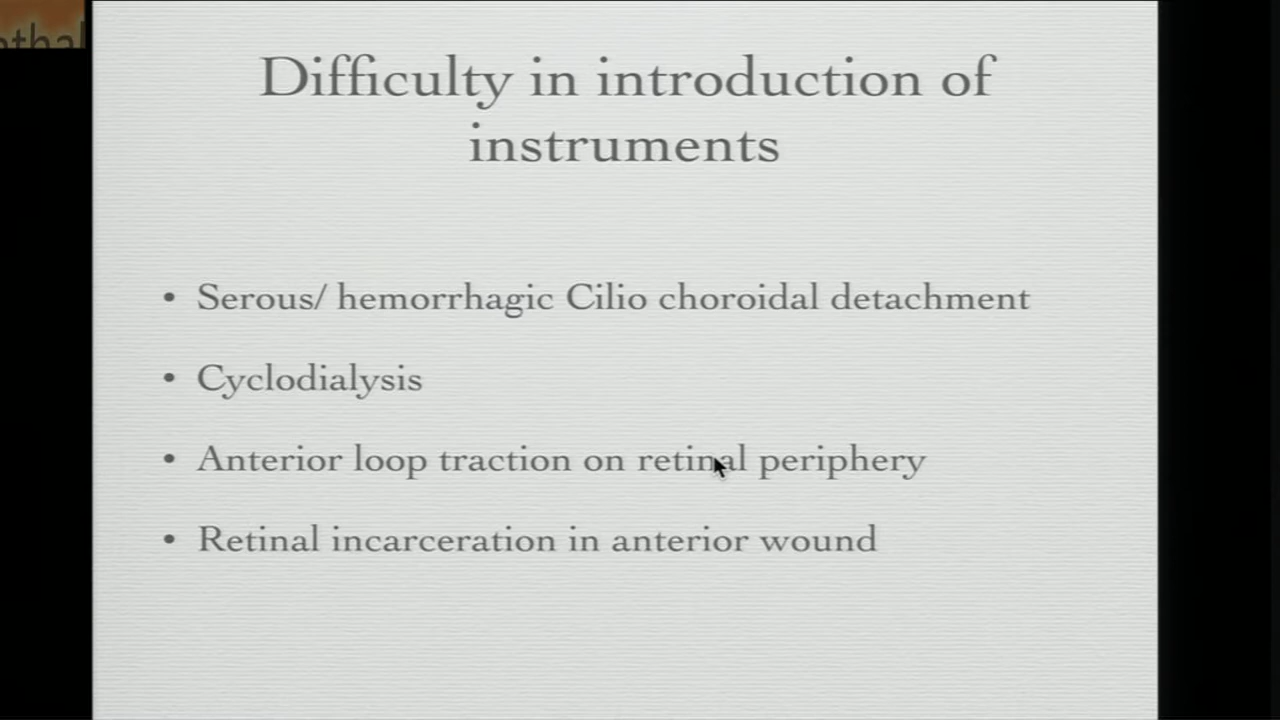 Difficulty in introduction of
instruments
• Serous/ hemorrhagic Cilio choroidal detachment
• Cyclodialysis
• Anterior loop traction on retinal periphery
• Retinal incarceration in anterior wound